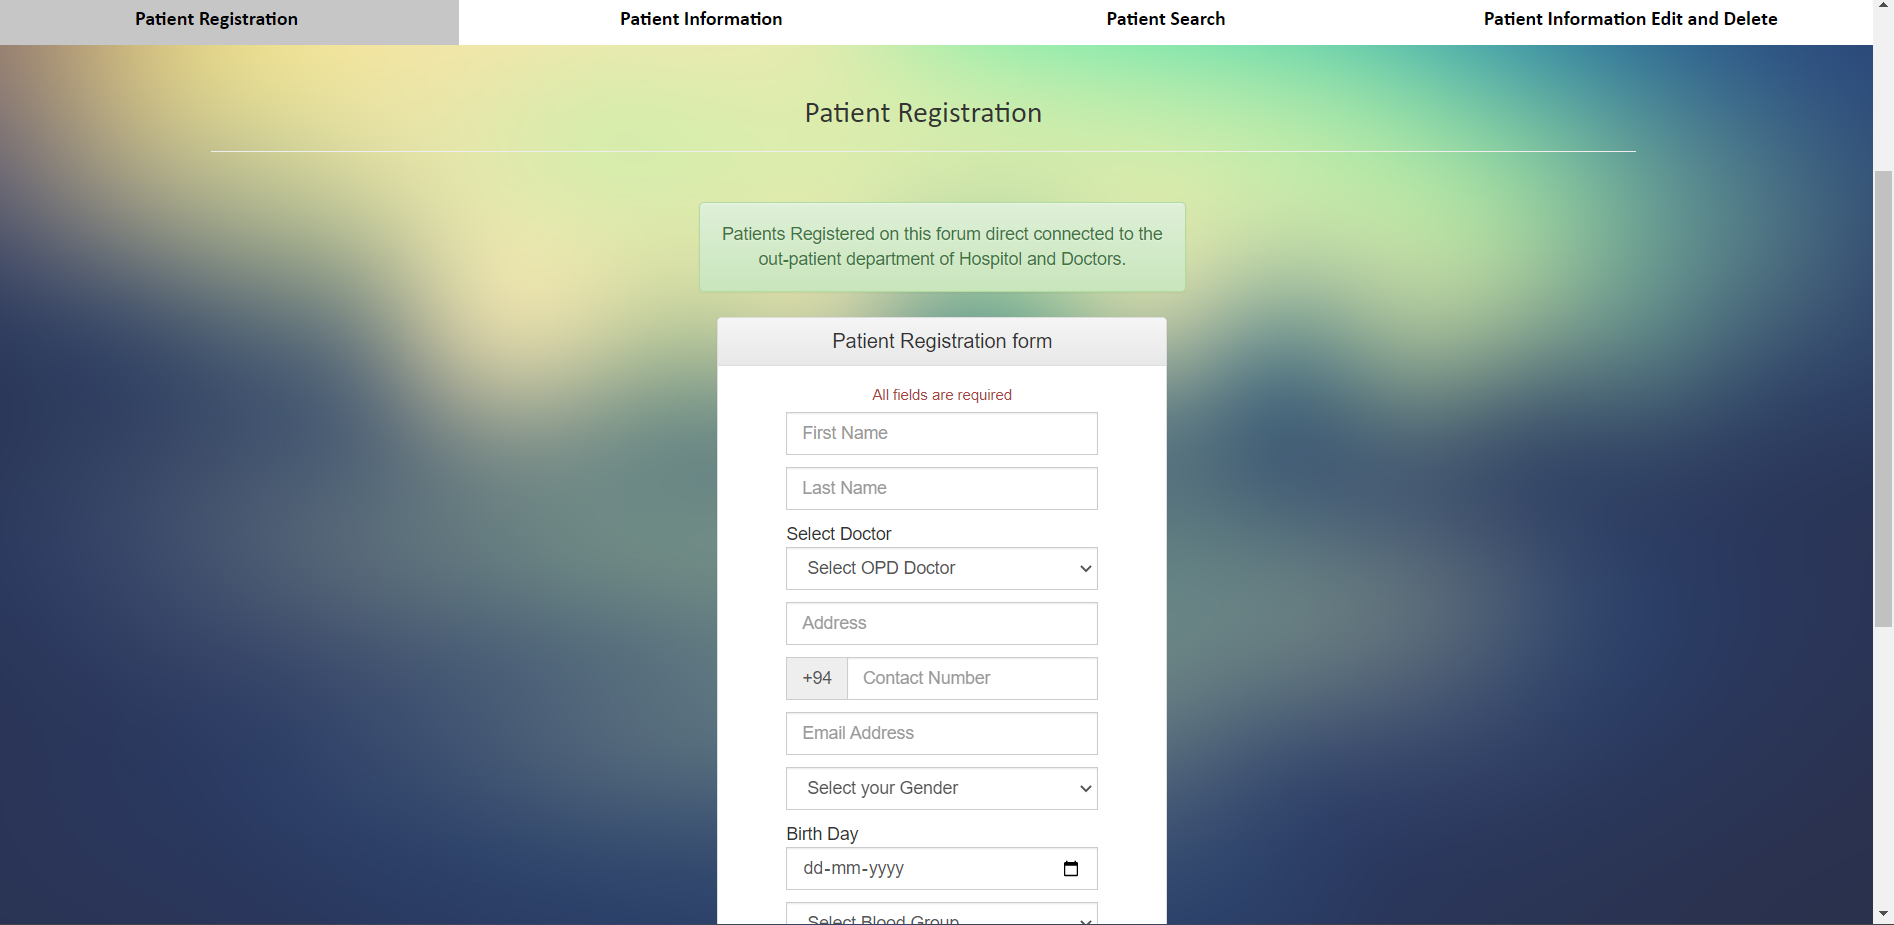 Patient Registration
Patient Information
Patient Search
Patient Information Edit and Delete
Patient Registration
Patients Registered on this forum direct connected to the
out-patient department of Hospitol and Doctors.
Patient Registration form
All fields are required
First Name
Last Name
Select Doctor
Select OPD Doctor
Address
+94 Contact Number
Email Address
Select your Gender
Birth Day
dd-mm-yyyy
Select Blood Group